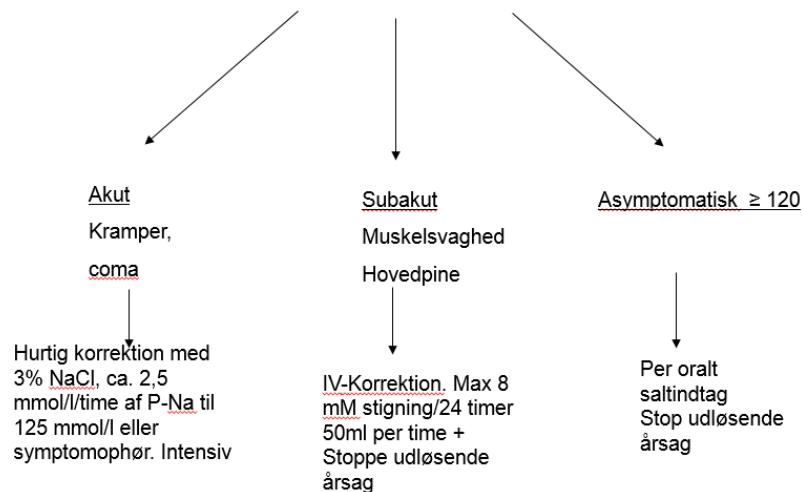 Akut
Kramper,
coma
Hurtig korrektion med
3% NaCl, ca. 2,5
mmol/l/time af P-Na til
125 mmol/l eller
symptomophør. Intensiv
Subakut
Muskelsvaghed
Hovedpine
IV-Korrektion. Max 8
mM stigning/24 timer
50ml per time +
Stoppe udløsende
årsag
Asymptomatisk ≥ 120
Per oralt
saltindtag
Stop udløsende
årsag